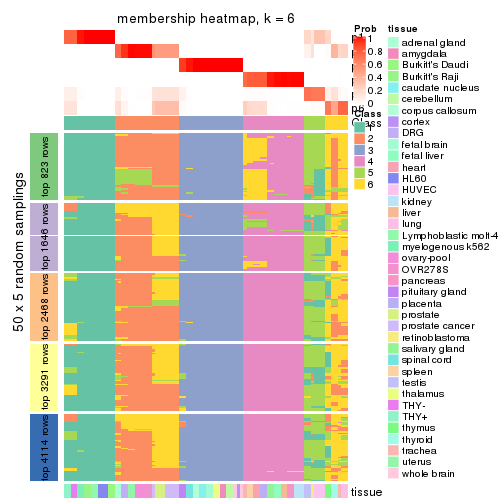 membership heatmap, k = 6
p1
Prob
1
0.8
0.6
0.4
0.2
0
p6
Class
Class
1
2
3
4
5
6
50 x 5 random samplings
top 823 rows
top 1646 rows
top 2468 rows
top 3291 rows
top 4114 rows
tissue
tissue
adrenal gland
amygdala
Burkitt's Daudi
Burkitt's Raji
caudate nucleus
cerebellum
corpus callosum
cortex
DRG
fetal brain
fetal liver
heart
HL60
HUVEC
kidney
liver
lung
Lymphoblastic molt-4
myelogenous k562
ovary-pool
OVR278S
pancreas
pituitary gland
placenta
prostate
prostate cancer
retinoblastoma
salivary gland
spinal cord
spleen
testis
thalamus
THY-
THY+
thymus
thyroid
trachea
uterus
whole brain